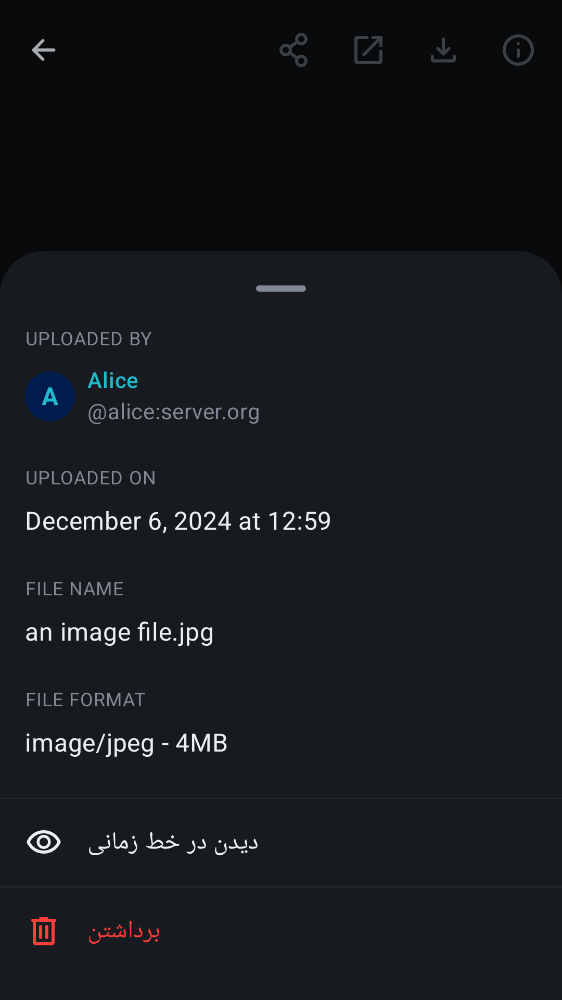 UPLOADED BY
A
Alice
@alice:server.org
UPLOADED ON
December 6, 2024 at 12:59
FILE NAME
an image file.jpg
FILE FORMAT
image/jpeg - 4MB
دیدن در خط زمانی
برداشتن